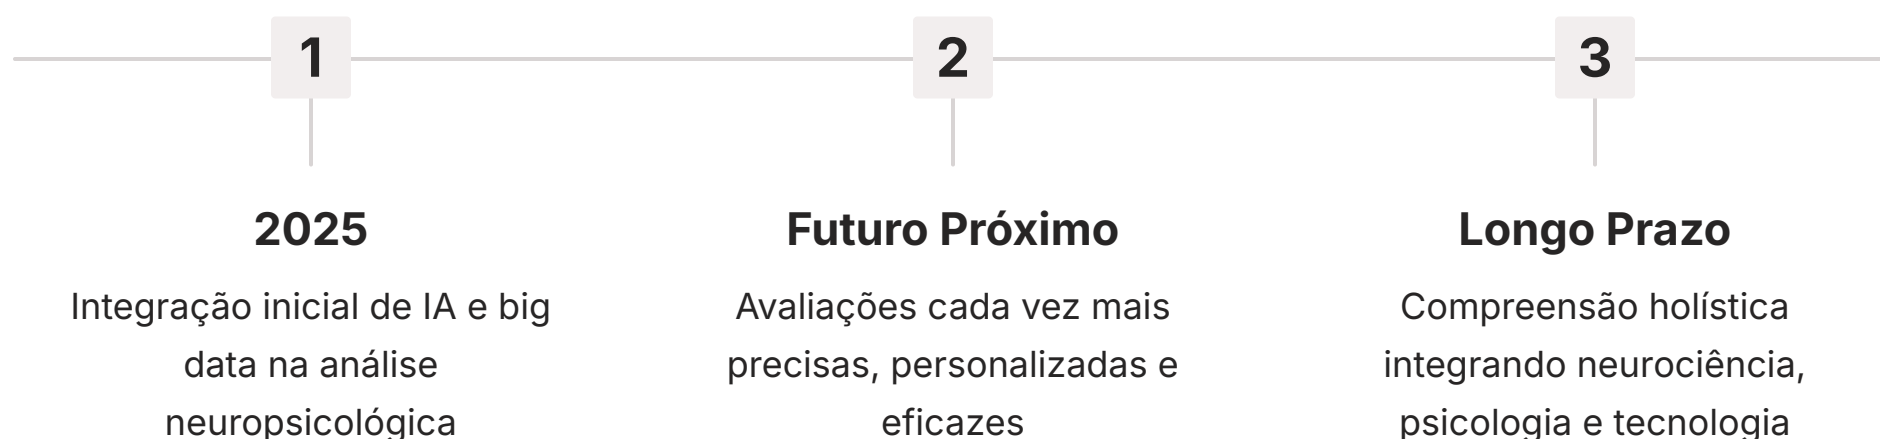 1
2025
Integração inicial de IA e big
data na análise
neuropsicológica
2
Futuro Próximo
Avaliações cada vez mais
precisas, personalizadas e
eficazes
3
Longo Prazo
Compreensão holística
integrando neurociência,
psicologia e tecnologia